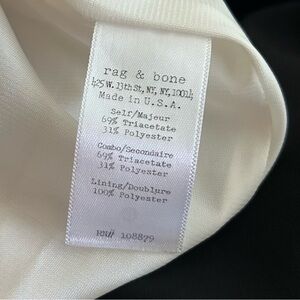 rag & bone
425 W. 13th St, NY, NY, 10014
Made in U.S.A.
Self/Majeur
69% Triacetate
31% Polyester
Combo/Secondaire
69% Triacetate
31% Polyester
Lining/Doublure
100% Polyester
RN# 108879